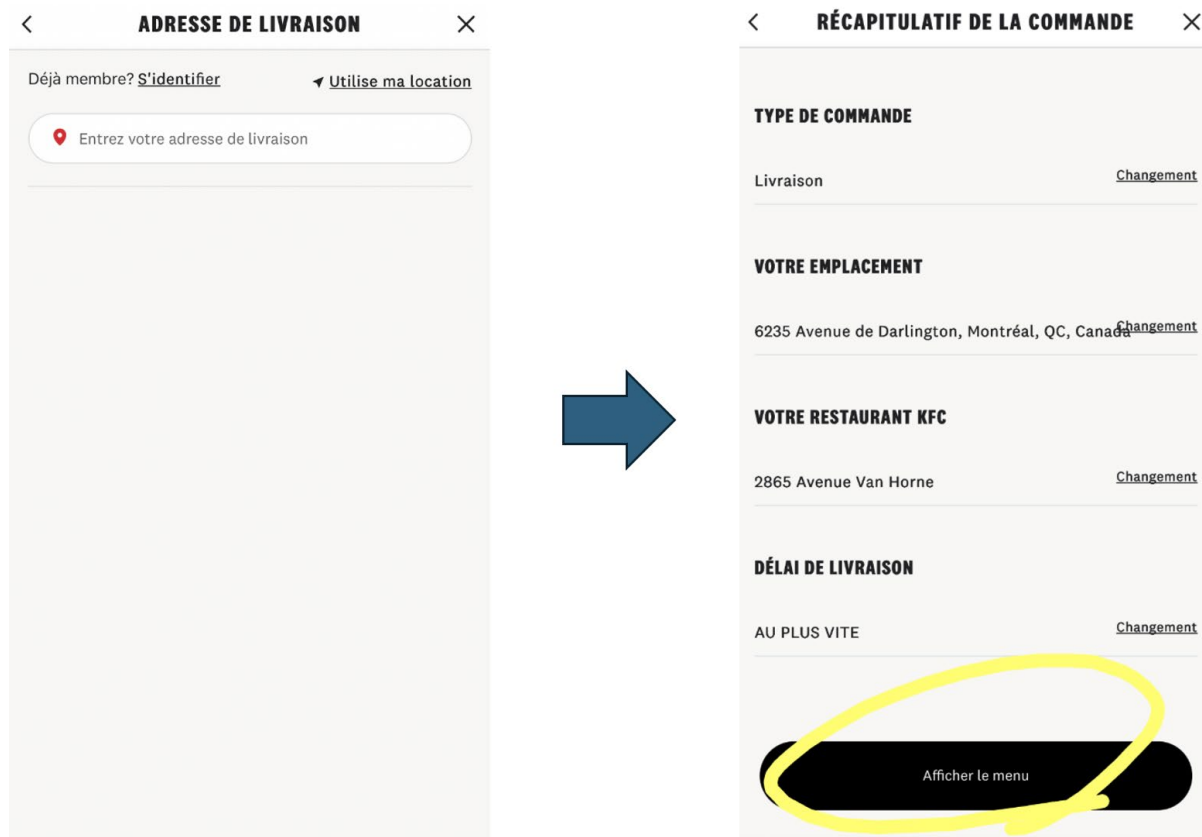 ADRESSE DE LIVRAISON
Déjà membre? S'identifier
Utilise ma location
Entrez votre adresse de livraison
RÉCAPITULATIF DE LA COMMANDE
TYPE DE COMMANDE
Livraison
Changement
VOTRE EMPLACEMENT
6235 Avenue de Darlington, Montréal, QC, Canada
Changement
VOTRE RESTAURANT KFC
2865 Avenue Van Horne
Changement
DÉLAI DE LIVRAISON
AU PLUS VITE
Changement
Afficher le menu